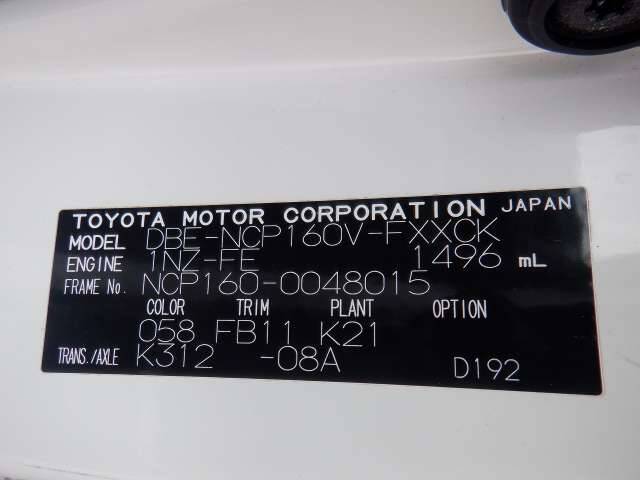 TOYOTA MOTOR CORPORATION JAPAN
MODEL DBE-NCP160V-FXXCK
ENGINE 1NZ-FE 1496 mL
FRAME No. NCP160-0048015
COLOR TRIM PLANT OPTION
058 FB11 K21
TRANS./AXLE K312 -08A D192